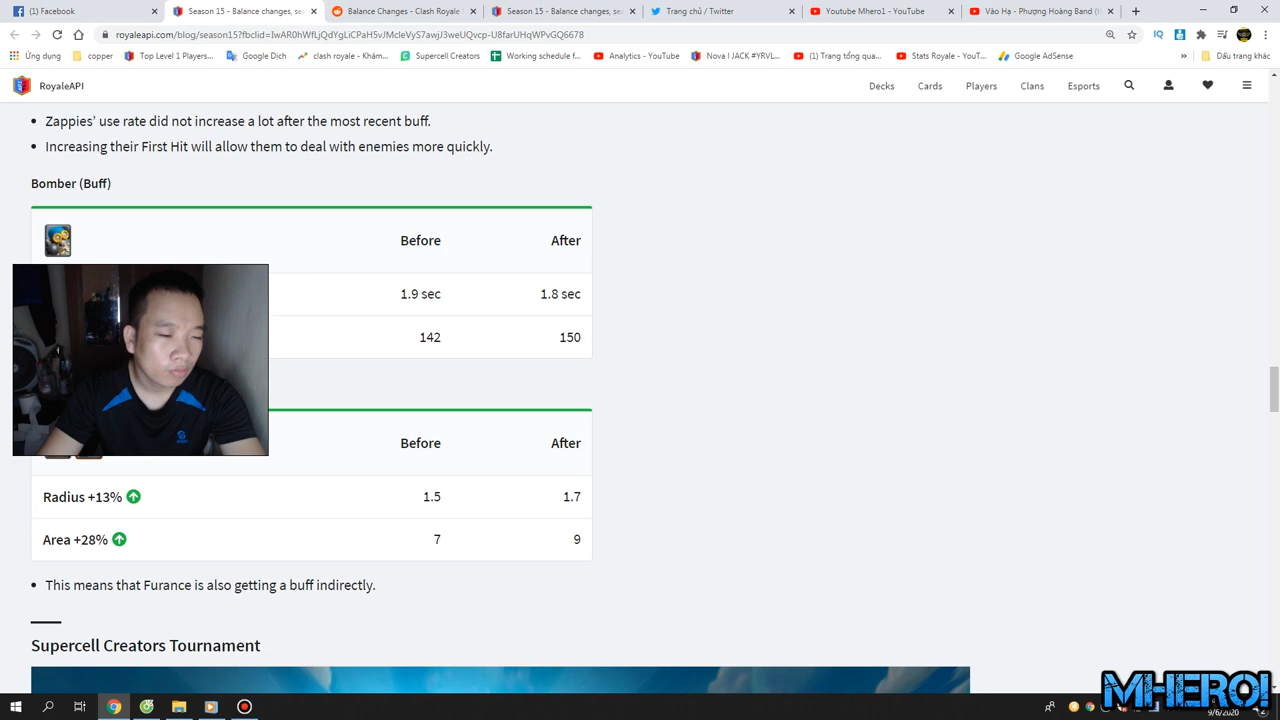 (1) Facebook
Season 15 - Balance changes, sea
Balance Changes - Clash Royale
Season 15 - Balance changes, sea
Trang chủ / Twitter
Youtube Mhero1 - YouTube
Vào Hạ - Phượng Hoàng Band (t
royaleapi.com/blog/season15?fbclid=IwAR0hWfLjQdYgLiCPaH5vJMcleVyS7awjJ3weUQvcp-U8farUHqWPvGQ6678
Ứng dụng
copper
Top Level 1 Players...
Google Dịch
clash royale - Khám...
Supercell Creators
Working schedule f...
Analytics - YouTube
Nova I JACK #YRVL...
(1) Trang tổng qua...
Stats Royale - YouT...
Google AdSense
»
Dấu trang khác
RoyaleAPI
Decks
Cards
Players
Clans
Esports
• Zappies’ use rate did not increase a lot after the most recent buff.
• Increasing their First Hit will allow them to deal with enemies more quickly.
Bomber (Buff)
Before After
1.9 sec 1.8 sec
142 150
Before After
Radius +13% 1.5 1.7
Area +28% 7 9
• This means that Furance is also getting a buff indirectly.
Supercell Creators Tournament
MHERO!
9/6/2020